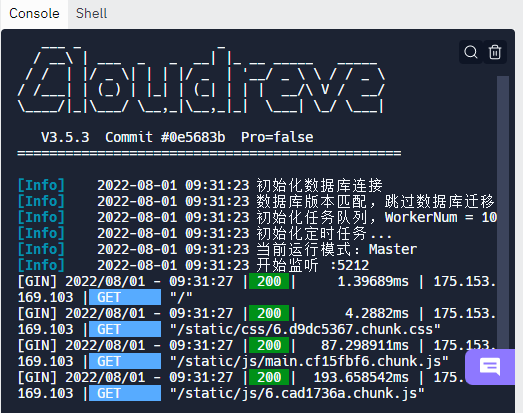 Console Shell
Cloudreve
V3.5.3 Commit #0e5683b Pro=false
================================================
[Info] 2022-08-01 09:31:23 初始化数据库连接
[Info] 2022-08-01 09:31:23 数据库版本匹配，跳过数据库迁移
[Info] 2022-08-01 09:31:23 初始化任务队列，WorkerNum = 10
[Info] 2022-08-01 09:31:23 初始化定时任务...
[Info] 2022-08-01 09:31:23 当前运行模式: Master
[Info] 2022-08-01 09:31:23 开始监听 :5212
[GIN] 2022/08/01 - 09:31:27 | 200 | 1.39689ms | 175.153.
169.103 | GET "/"
[GIN] 2022/08/01 - 09:31:27 | 200 | 4.2882ms | 175.153.
169.103 | GET "/static/css/6.d9dc5367.chunk.css"
[GIN] 2022/08/01 - 09:31:27 | 200 | 87.298911ms | 175.153.
169.103 | GET "/static/js/main.cf15fbf6.chunk.js"
[GIN] 2022/08/01 - 09:31:27 | 200 | 193.658542ms | 175.153.
169.103 | GET "/static/js/6.cad1736a.chunk.js"